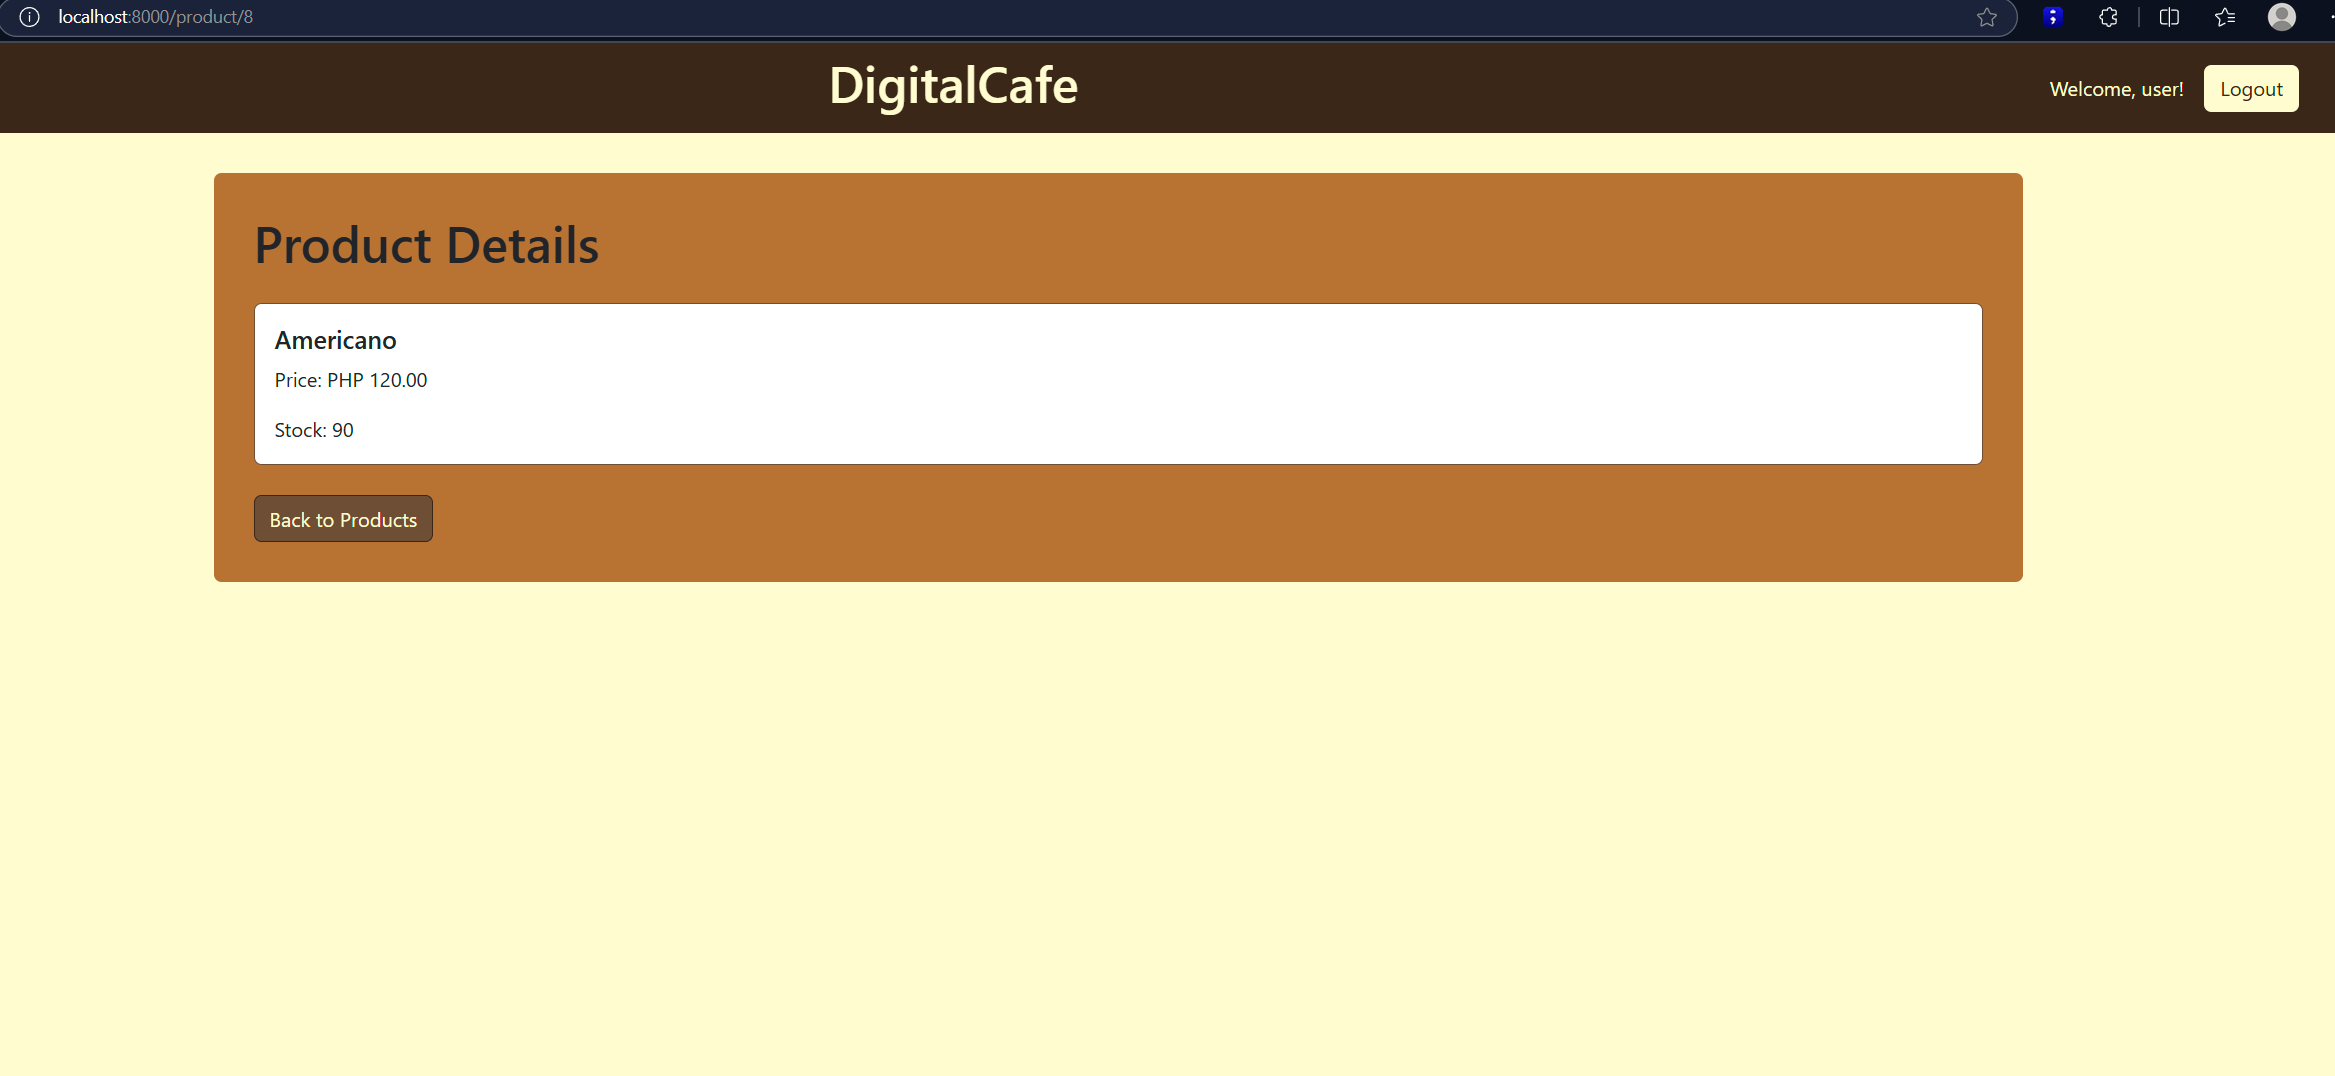 localhost:8000/product/8
DigitalCafe
Welcome, user!
Logout
Product Details
Americano
Price: PHP 120.00
Stock: 90
Back to Products